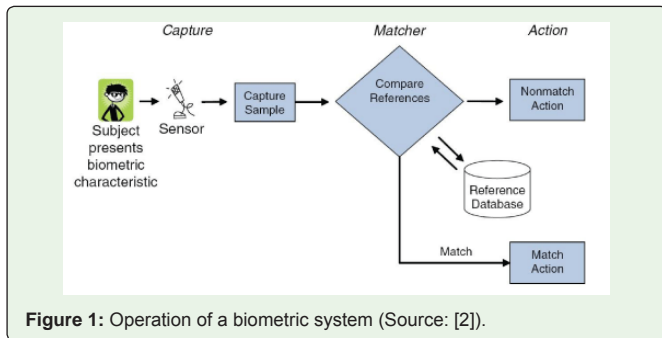 Capture
Matcher
Action
Subject
presents
biometric
characteristic
Sensor
Capture
Sample
Compare
References
Nonmatch
Action
Reference
Database
Match
Match
Action
Figure 1: Operation of a biometric system (Source: [2]).